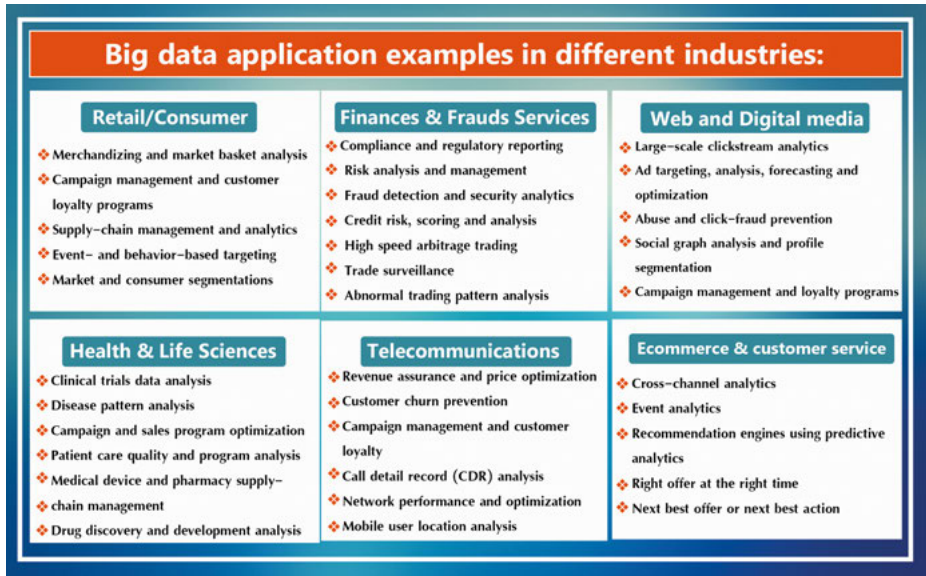 Big data application examples in different industries:
Retail/Consumer
❖ Merchandizing and market basket analysis
❖ Campaign management and customer
loyalty programs
❖ Supply-chain management and analytics
❖ Event- and behavior-based targeting
❖ Market and consumer segmentations
Finances & Frauds Services
❖ Compliance and regulatory reporting
❖ Risk analysis and management
❖ Fraud detection and security analytics
❖ Credit risk, scoring and analysis
❖ High speed arbitrage trading
❖ Trade surveillance
❖ Abnormal trading pattern analysis
Web and Digital media
❖ Large-scale clickstream analytics
❖ Ad targeting, analysis, forecasting and
optimization
❖ Abuse and click-fraud prevention
❖ Social graph analysis and profile
segmentation
❖ Campaign management and loyalty programs
Health & Life Sciences
❖ Clinical trials data analysis
❖ Disease pattern analysis
❖ Campaign and sales program optimization
❖ Patient care quality and program analysis
❖ Medical device and pharmacy supply-
❖ chain management
❖ Drug discovery and development analysis
Telecommunications
❖ Revenue assurance and price optimization
❖ Customer churn prevention
❖ Campaign management and customer
loyalty
❖ Call detail record (CDR) analysis
❖ Network performance and optimization
❖ Mobile user location analysis
Ecommerce & customer service
❖ Cross-channel analytics
❖ Event analytics
❖ Recommendation engines using predictive
analytics
❖ Right offer at the right time
❖ Next best offer or next best action